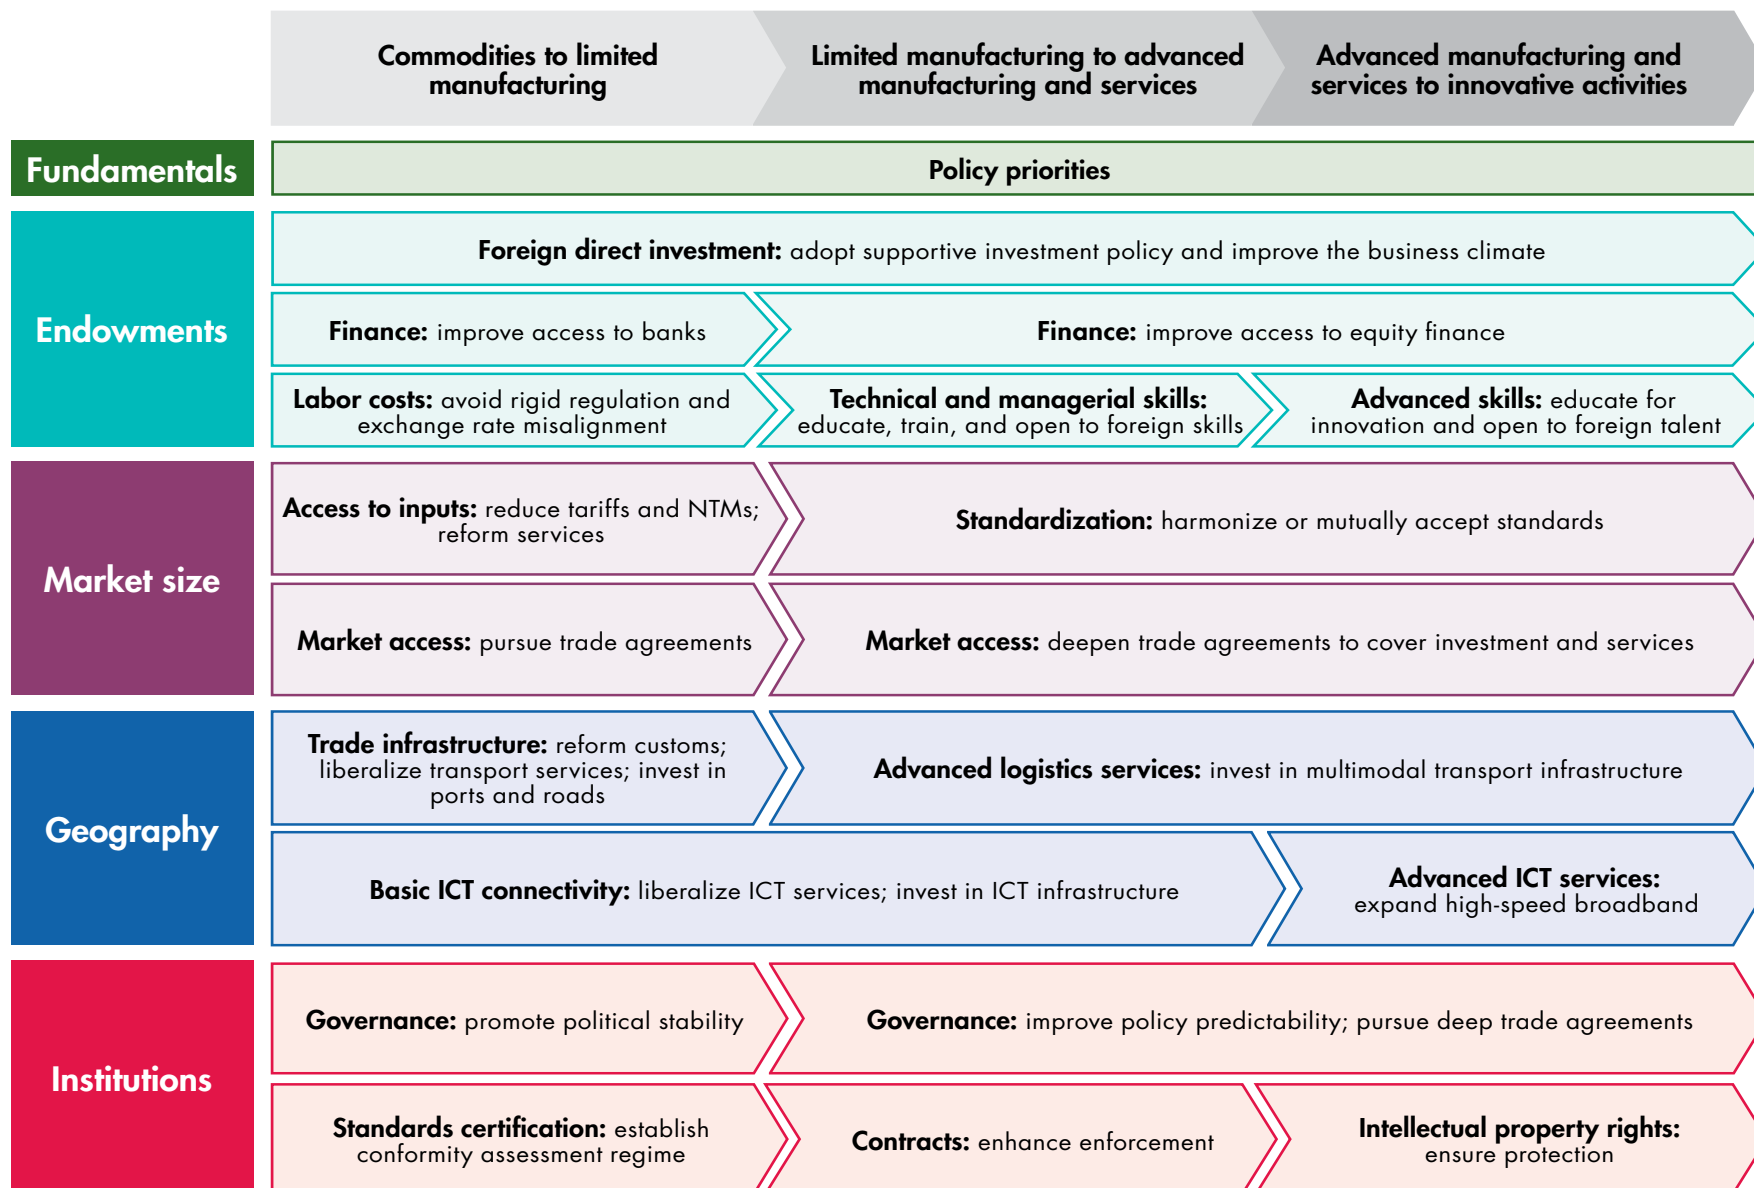 Commodities to limited
manufacturing
Limited manufacturing to advanced
manufacturing and services
Advanced manufacturing and
services to innovative activities
Fundamentals
Policy priorities
Endowments
Foreign direct investment: adopt supportive investment policy and improve the business climate
Finance: improve access to banks
Finance: improve access to equity finance
Labor costs: avoid rigid regulation and
exchange rate misalignment
Technical and managerial skills:
educate, train, and open to foreign skills
Advanced skills: educate for
innovation and open to foreign talent
Market size
Access to inputs: reduce tariffs and NTMs;
reform services
Standardization: harmonize or mutually accept standards
Market access: pursue trade agreements
Market access: deepen trade agreements to cover investment and services
Geography
Trade infrastructure: reform customs;
liberalize transport services; invest in
ports and roads
Advanced logistics services: invest in multimodal transport infrastructure
Basic ICT connectivity: liberalize ICT services; invest in ICT infrastructure
Advanced ICT services:
expand high-speed broadband
Institutions
Governance: promote political stability
Governance: improve policy predictability; pursue deep trade agreements
Standards certification: establish
conformity assessment regime
Contracts: enhance enforcement
Intellectual property rights:
ensure protection